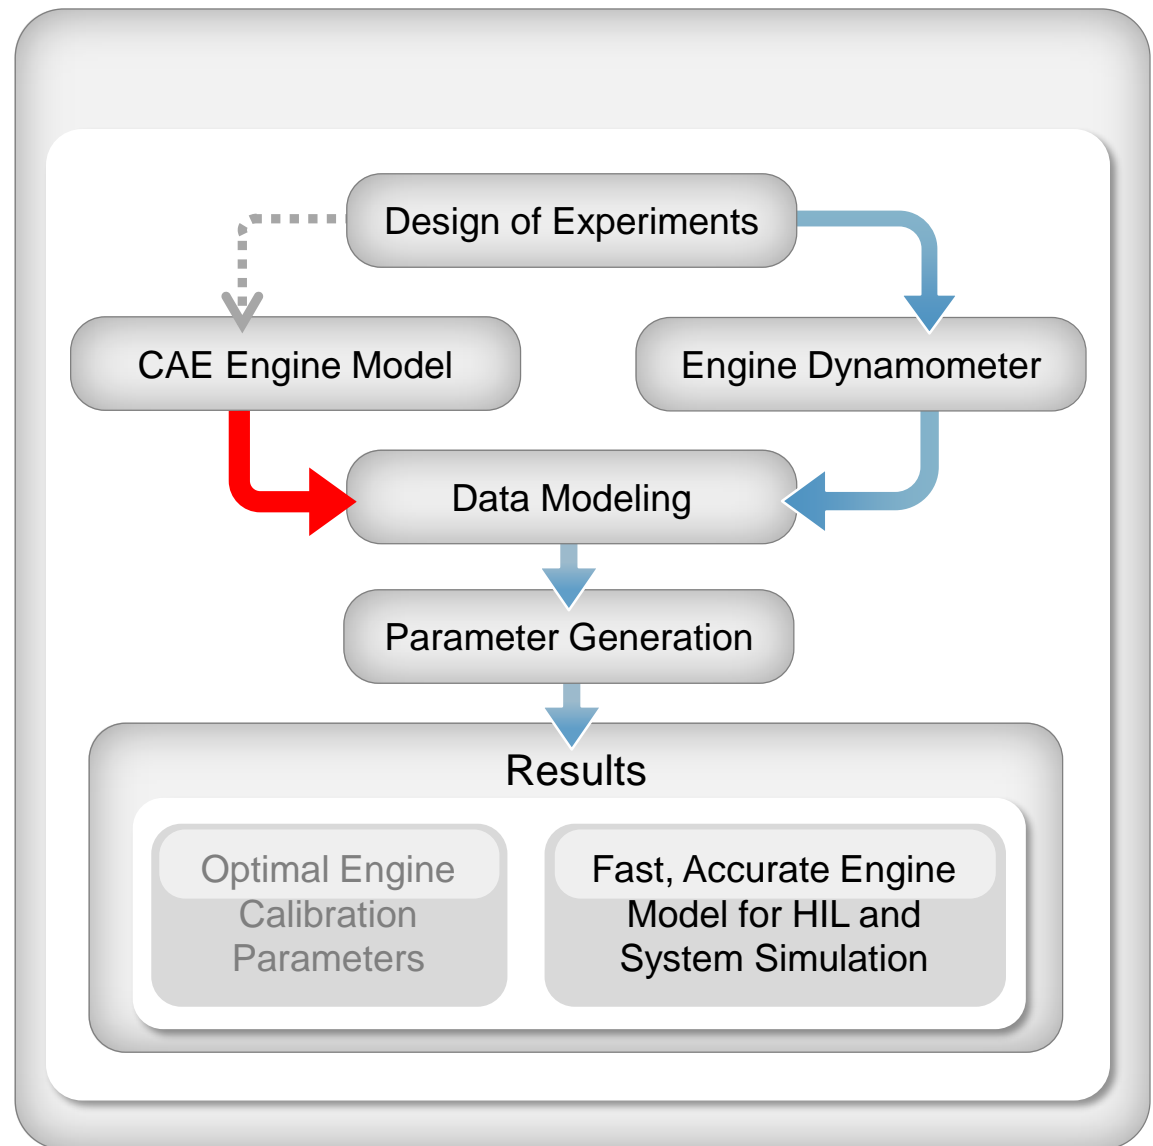 Design of Experiments
CAE Engine Model
Engine Dynamometer
Data Modeling
Parameter Generation
Results
Optimal Engine
Calibration
Parameters
Fast, Accurate Engine
Model for HIL and
System Simulation